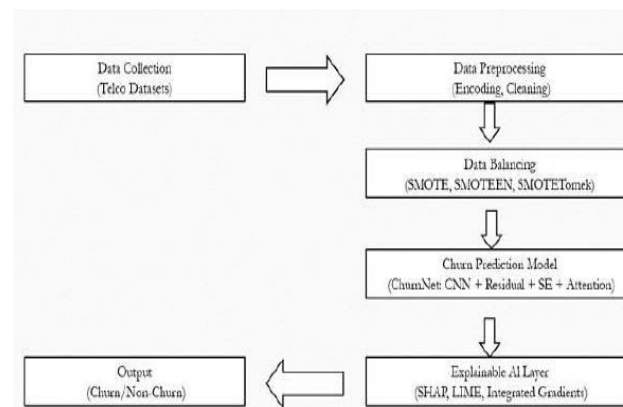 Data Collection
(Telco Datasets)
Data Preprocessing
(Encoding, Cleaning)
Data Balancing
(SMOTE, SMOTEEN, SMOTETomek)
Churn Prediction Model
(ChurnNet: CNN + Residual + SE + Attention)
Explainable AI Layer
(SHAP, LIME, Integrated Gradients)
Output
(Churn/Non-Churn)